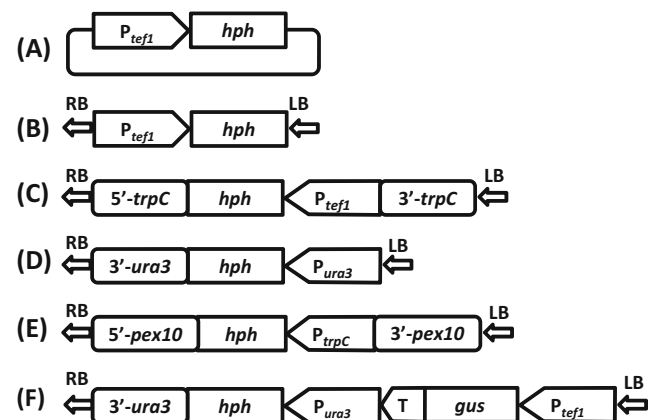 (A) P_tef1 hph
RB LB
(B) P_tef1 hph
RB LB
(C) 5’-trpC hph P_tef1 3’-trpC
RB LB
(D) 3’-ura3 hph P_ura3
RB LB
(E) 5’-pex10 hph P_trpC 3’-pex10
RB LB
(F) 3’-ura3 hph P_ura3 T gus P_tef1